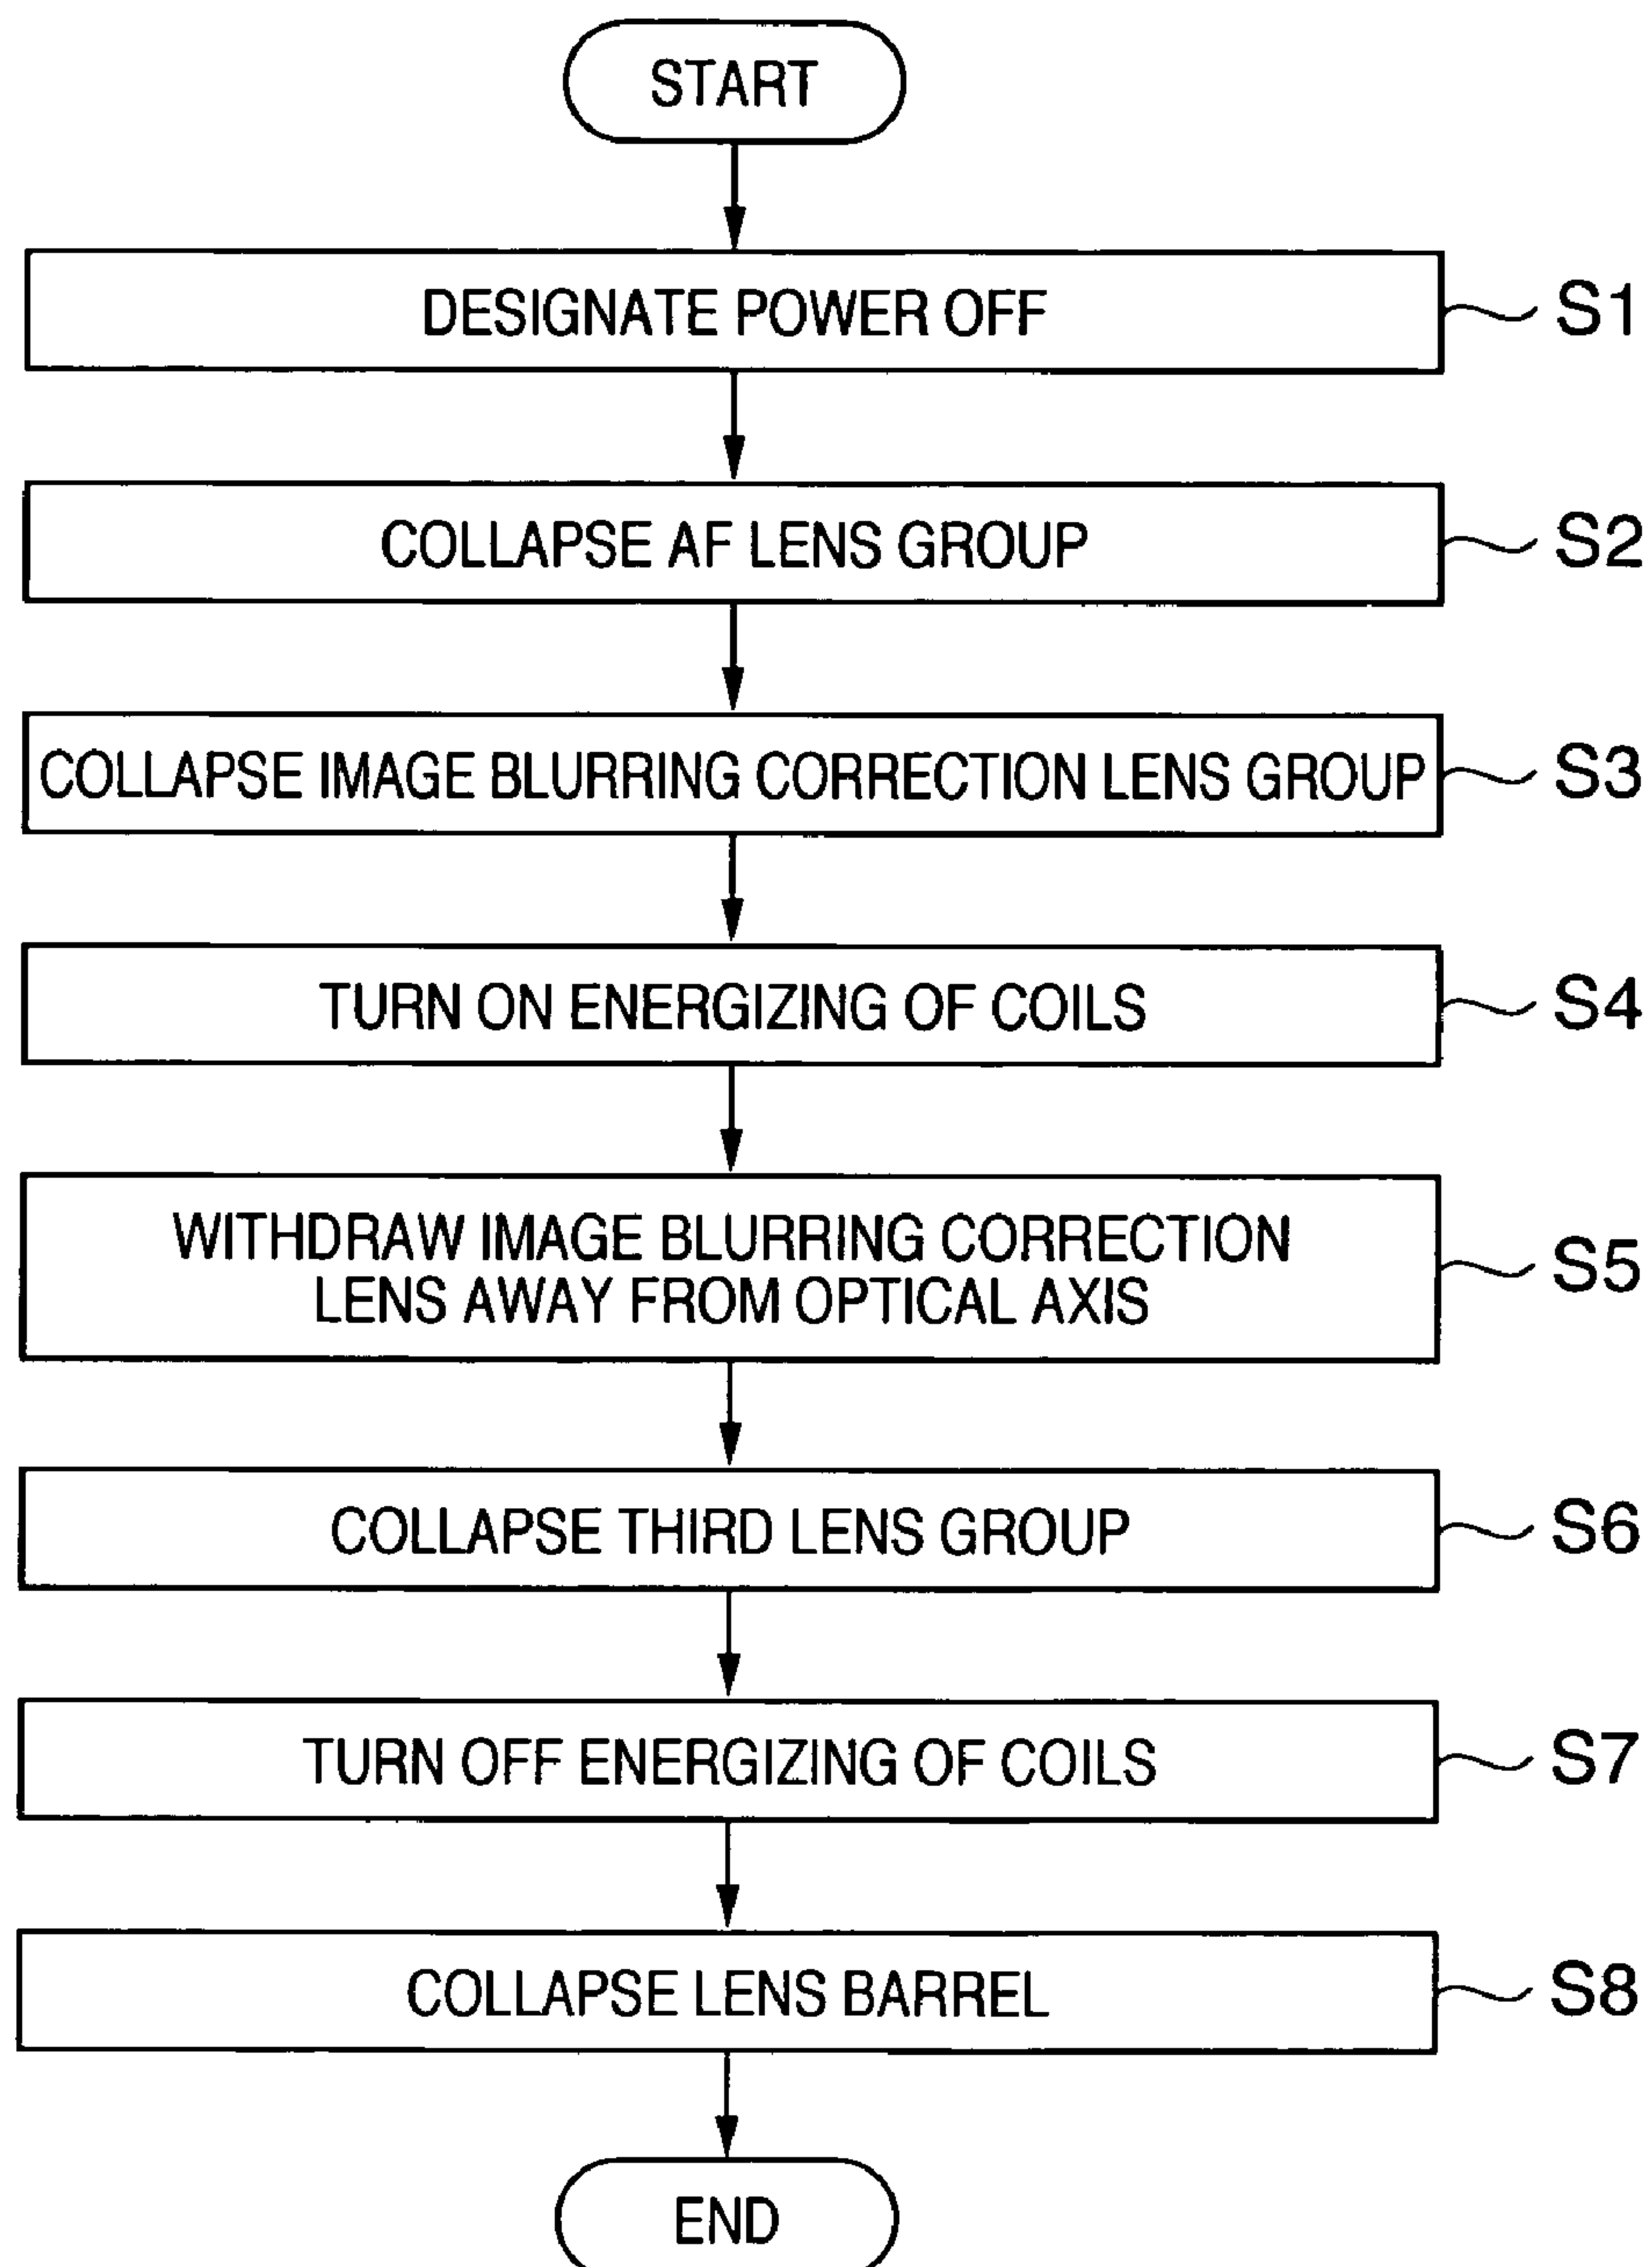 START
DESIGNATE POWER OFF
S1
COLLAPSE AF LENS GROUP
S2
COLLAPSE IMAGE BLURRING CORRECTION LENS GROUP
S3
TURN ON ENERGIZING OF COILS
S4
WITHDRAW IMAGE BLURRING CORRECTION
LENS AWAY FROM OPTICAL AXIS
S5
COLLAPSE THIRD LENS GROUP
S6
TURN OFF ENERGIZING OF COILS
S7
COLLAPSE LENS BARREL
S8
END